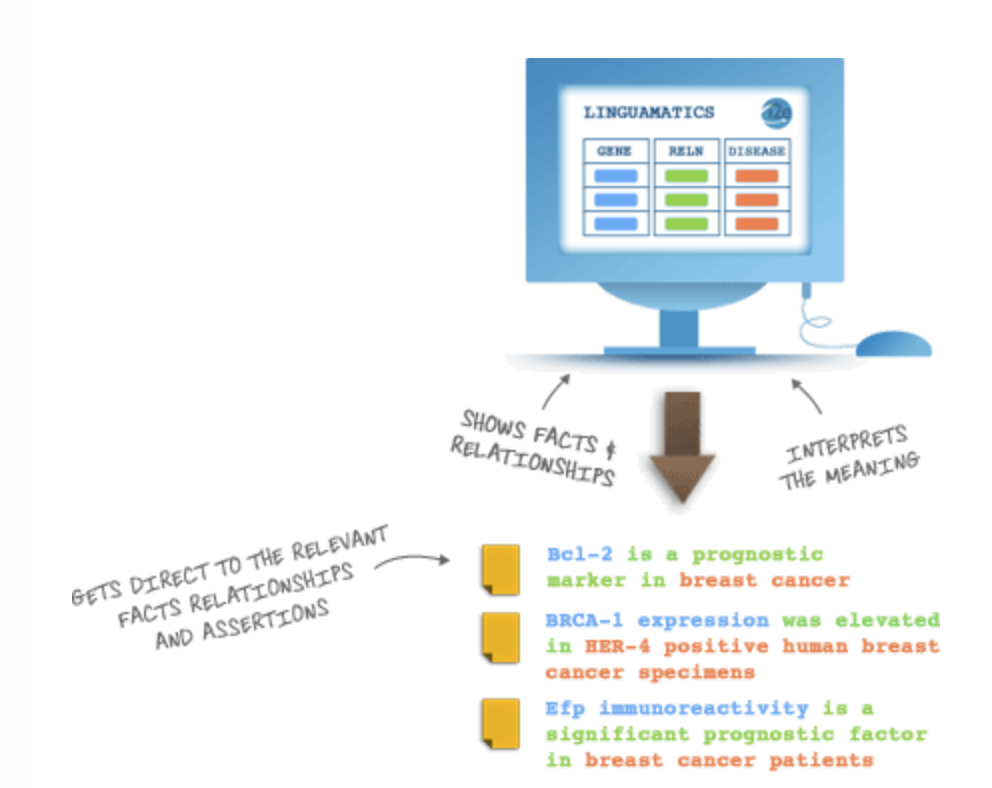 LINGUAMATICS
i2e
GENE RELN DISEASE
SHOWS FACTS &
RELATIONSHIPS
INTERPRETS
THE MEANING
GETS DIRECT TO THE RELEVANT
FACTS RELATIONSHIPS
AND ASSERTIONS
Bcl-2 is a prognostic
marker in breast cancer
BRCA-1 expression was elevated
in HER-4 positive human breast
cancer specimens
Efp immunoreactivity is a
significant prognostic factor
in breast cancer patients